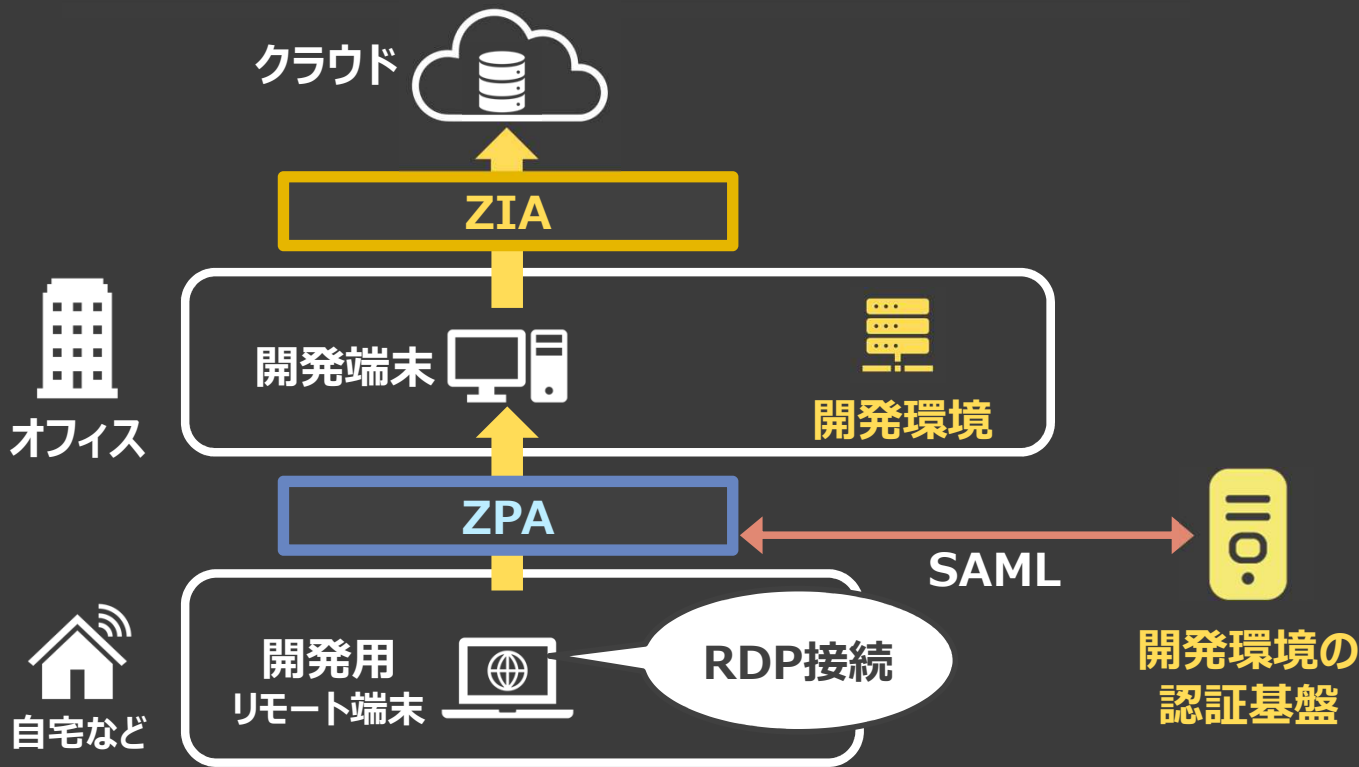 クラウド
ZIA
開発端末
開発環境
オフィス
ZPA
SAML
開発用
リモート端末
RDP接続
自宅など
開発環境の
認証基盤